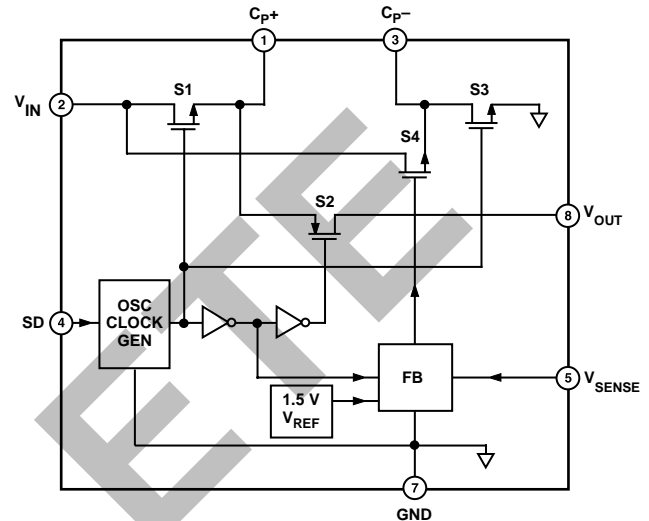 CP+
CP–
1
3
S1
S3
VIN
2
S4
S2
8
VOUT
SD
4
OSC
CLOCK
GEN
FB
5
VSENSE
1.5 V
VREF
7
GND
ETE